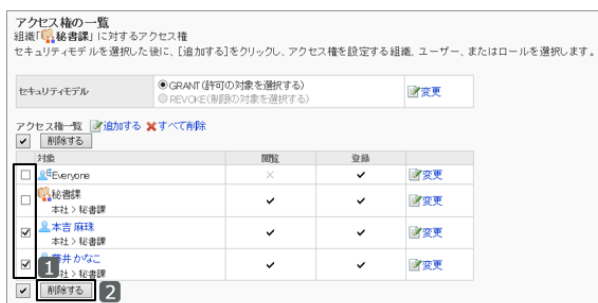 アクセス権の一覧
組織「秘書課」に対するアクセス権
セキュリティモデルを選択した後に、[追加する]をクリックし、アクセス権を設定する組織、ユーザー、またはロールを選択します。
セキュリティモデル
GRANT(許可の対象を選択する)
REVOKE(制限の対象を選択する)
変更
アクセス権一覧 追加する すべて削除
削除する
対象 閲覧 登録
Everyone 変更
秘書課
本社 > 秘書課
変更
本吉 麻珠
本社 > 秘書課
変更
井 かなこ
社 > 秘書課
変更
1
削除する 2